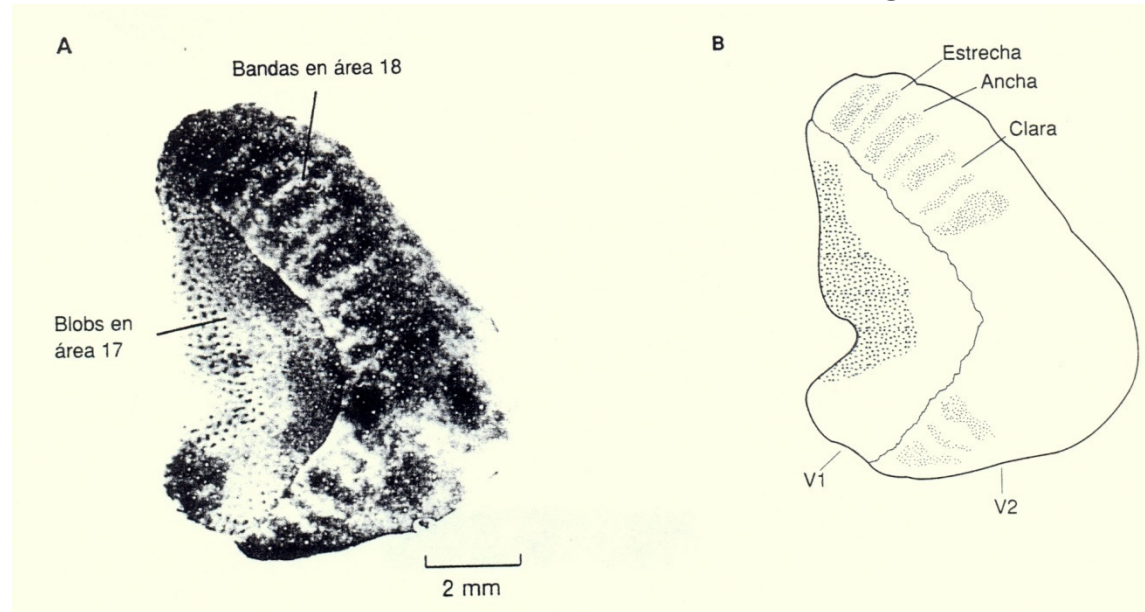 A
Bandas en área 18
Blobs en
área 17
2 mm
B
Estrecha
Ancha
Clara
V1
V2